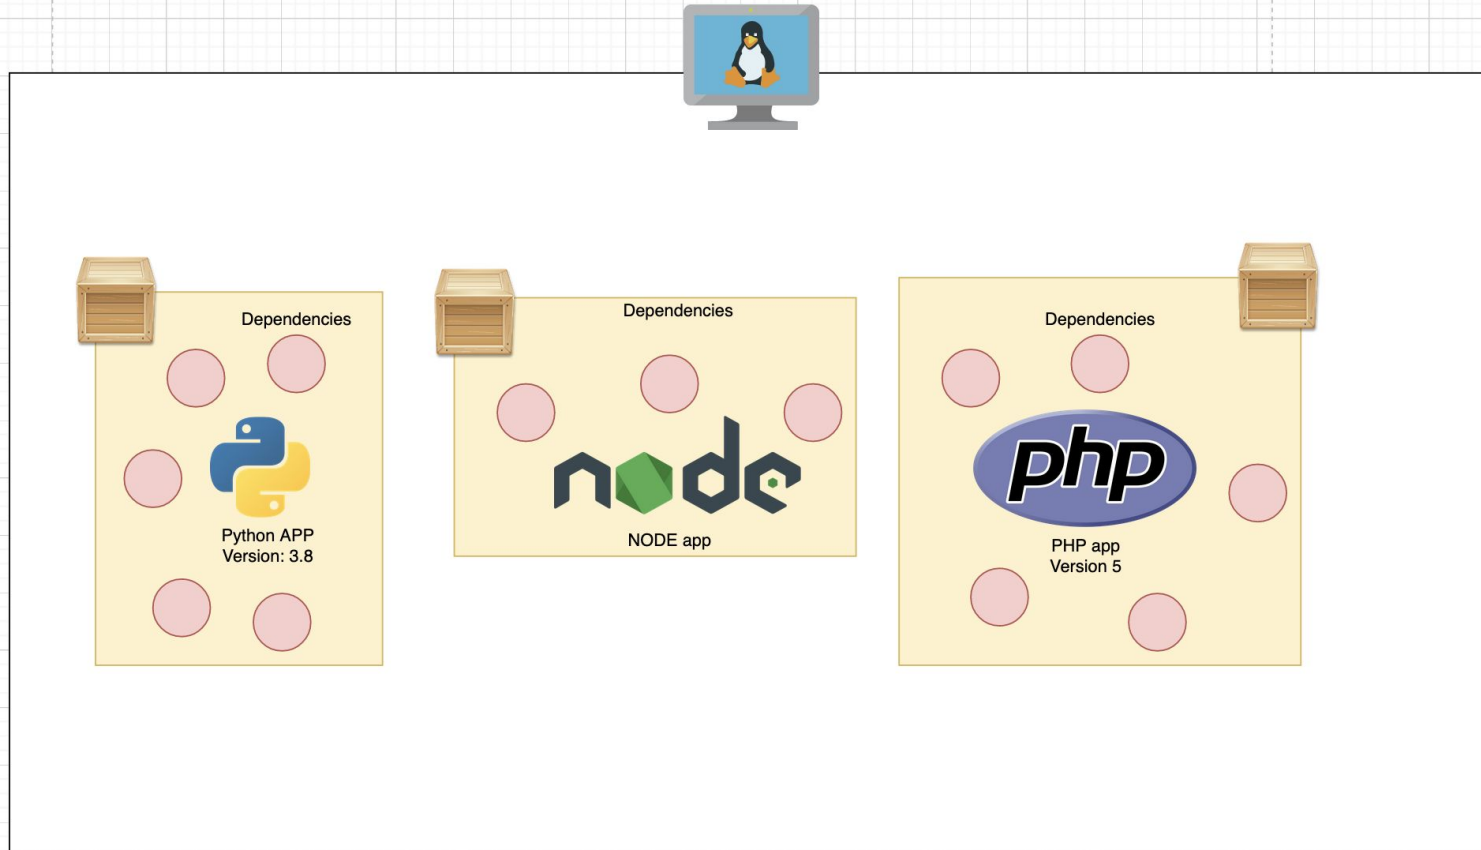 Dependencies
Python APP
Version: 3.8
Dependencies
node
NODE app
Dependencies
php
PHP app
Version 5